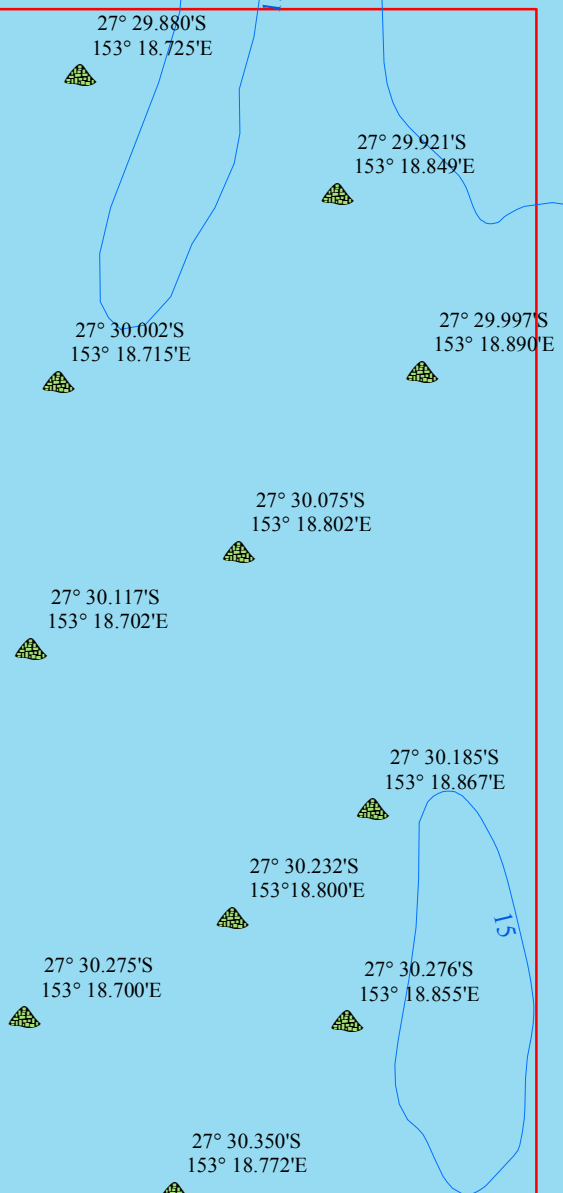 27° 29.880'S
153° 18.725'E
27° 29.921'S
153° 18.849'E
27° 29.997'S
153° 18.890'E
27° 30.002'S
153° 18.715'E
27° 30.075'S
153° 18.802'E
27° 30.117'S
153° 18.702'E
27° 30.185'S
153° 18.867'E
27° 30.232'S
153°18.800'E
15
27° 30.275'S
153° 18.700'E
27° 30.276'S
153° 18.855'E
27° 30.350'S
153° 18.772'E